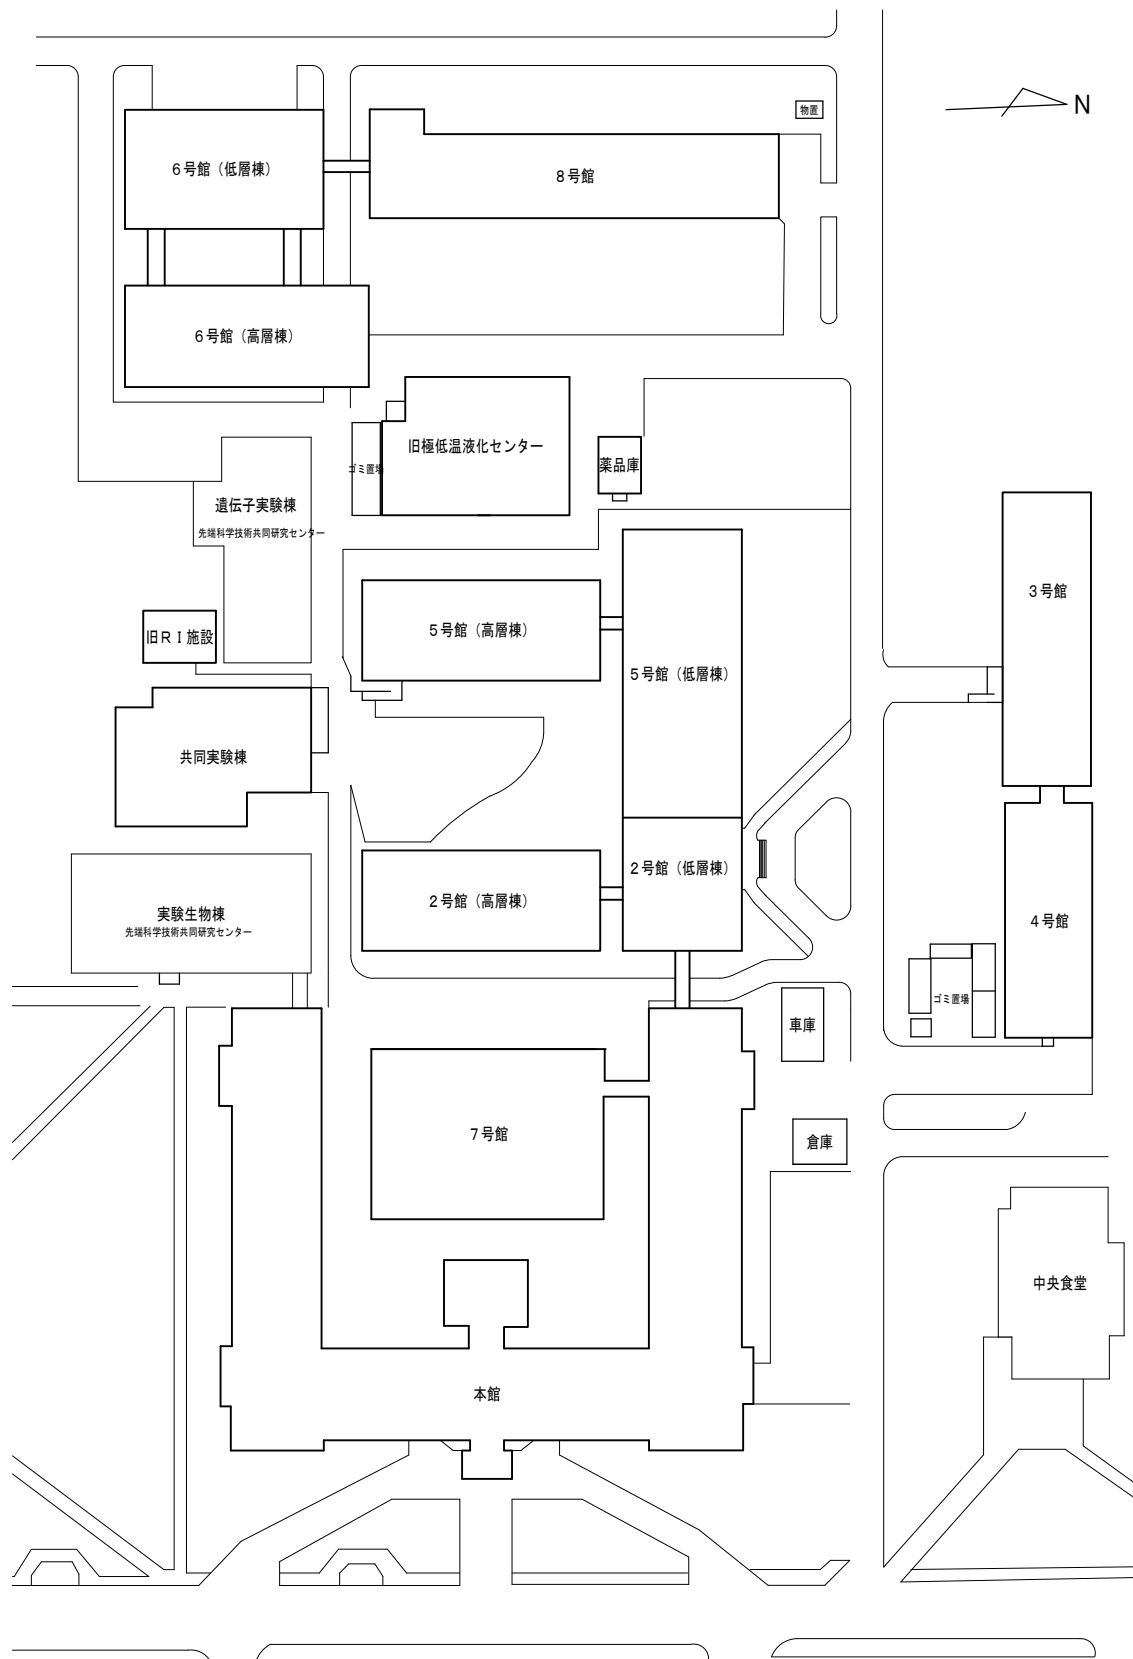 物置
N
６号館（低層棟）
８号館
６号館（高層棟）
旧極低温液化センター
薬品庫
ゴミ置場
遺伝子実験棟
先端科学技術共同研究センター
３号館
５号館（高層棟）
旧ＲＩ施設
５号館（低層棟）
共同実験棟
２号館（低層棟）
２号館（高層棟）
実験生物棟
先端科学技術共同研究センター
４号館
ゴミ置場
車庫
７号館
倉庫
中央食堂
本館